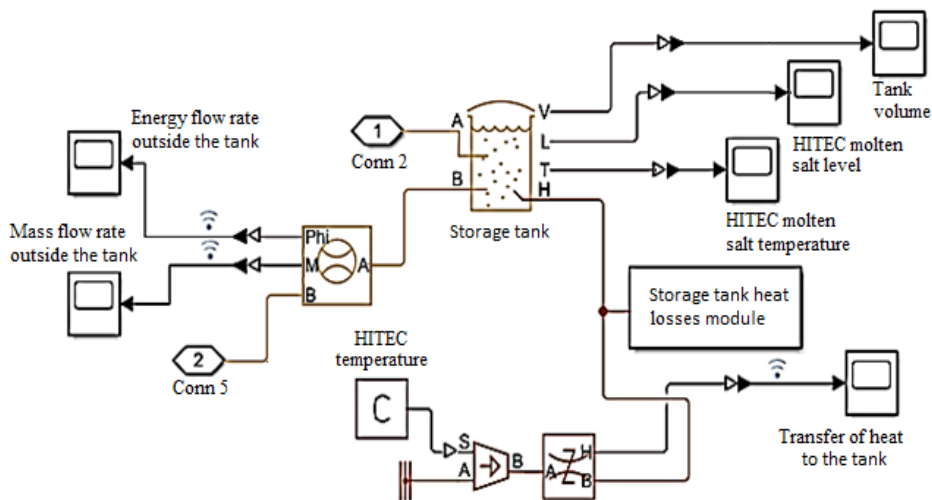 Energy flow rate
outside the tank
Mass flow rate
outside the tank
Phi
M
B
A
2
Conn 5
1
Conn 2
A
B
V
L
T
H
Storage tank
Tank
volume
HITEC molten
salt level
HITEC molten
salt temperature
Storage tank heat
losses module
HITEC
temperature
C
S
A
B
A
H
B
Transfer of heat
to the tank